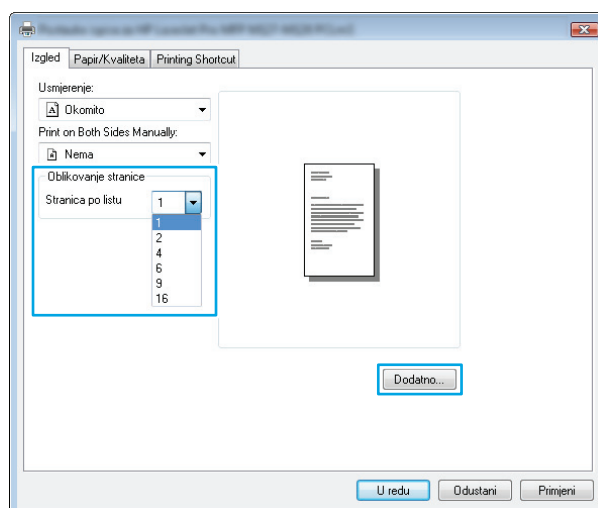 Izgled Papir/Kvaliteta Printing Shortcut
Usmjerenje:
Okomito
Print on Both Sides Manually:
Nema
Oblikovanje stranice
Stranica po listu 1
1
2
4
6
9
16
Dodatno...
U redu Odustani Primjeni